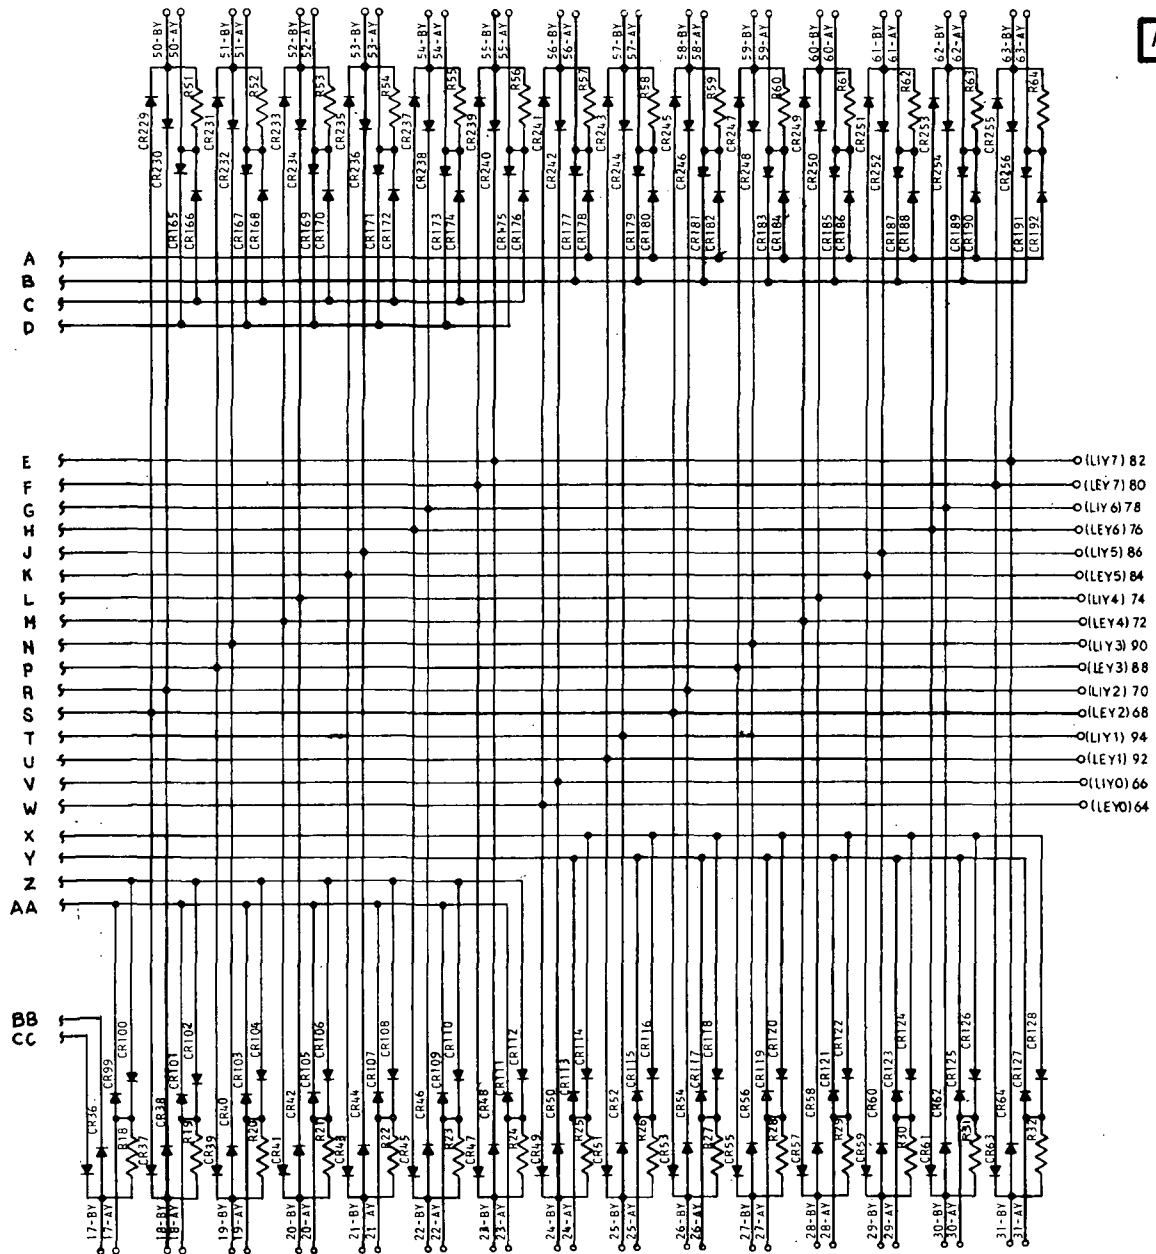 50-BY 50-AY 51-BY 51-AY 52-BY 52-AY 53-BY 53-AY 54-BY 54-AY 55-BY 55-AY 56-BY 56-AY 57-BY 57-AY 58-BY 58-AY 59-BY 59-AY 60-BY 60-AY 61-BY 61-AY 62-BY 62-AY 63-BY 63-AY
R51 R52 R53 R54 R55 R56 R57 R58 R59 R60 R61 R62 R63 R64
CR229 CR231 CR233 CR235 CR237 CR239 CR241 CR243 CR245 CR247 CR249 CR251 CR253 CR255
CR230 CR232 CR234 CR236 CR238 CR240 CR242 CR244 CR246 CR248 CR250 CR252 CR254 CR256
CR165 CR166 CR167 CR168 CR169 CR170 CR171 CR172 CR173 CR174 CR175 CR176 CR177 CR178 CR179 CR180 CR181 CR182 CR183 CR184 CR185 CR186 CR187 CR188 CR189 CR190 CR191 CR192
A
B
C
D
E (LIY7) 82
F (LEY7) 80
G (LIY6) 78
H (LEY6) 76
J (LIY5) 86
K (LEY5) 84
L (LIY4) 74
M (LEY4) 72
N (LIY3) 90
P (LEY3) 88
R (LIY2) 70
S (LEY2) 68
T (LIY1) 94
U (LEY1) 92
V (LIY0) 66
W (LEY0) 64
X
Y
Z
AA
BB
CC
CR100 CR102 CR104 CR106 CR108 CR110 CR112 CR114 CR116 CR118 CR120 CR122 CR124 CR126 CR128
CR99 CR101 CR103 CR105 CR107 CR109 CR111 CR113 CR115 CR117 CR119 CR121 CR123 CR125 CR127
CR36 CR38 CR40 CR42 CR44 CR46 CR48 CR50 CR52 CR54 CR56 CR58 CR60 CR62 CR64
R18 R19 R20 R21 R22 R23 R24 R25 R26 R27 R28 R29 R30 R31 R32
CR37 CR39 CR41 CR43 CR45 CR47 CR49 CR51 CR53 CR55 CR57 CR59 CR61 CR63
17-BY 17-AY 18-BY 18-AY 19-BY 19-AY 20-BY 20-AY 21-BY 21-AY 22-BY 22-AY 23-BY 23-AY 24-BY 24-AY 25-BY 25-AY 26-BY 26-AY 27-BY 27-AY 28-BY 28-AY 29-BY 29-AY 30-BY 30-AY 31-BY 31-AY